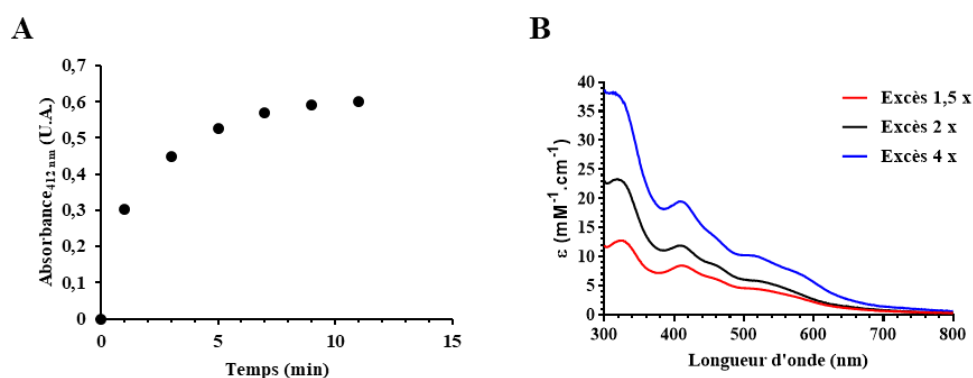 A
Absorbance412 nm (U.A.)
0,7
0,6
0,5
0,4
0,3
0,2
0,1
0
0 5 10 15
Temps (min)
B
ε (mM-1.cm-1)
40
35
30
25
20
15
10
5
0
300 400 500 600 700 800
Longueur d'onde (nm)
Excès 1,5 x
Excès 2 x
Excès 4 x